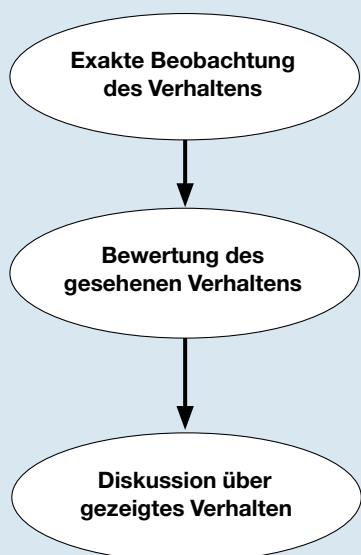 Exakte Beobachtung
des Verhaltens
Bewertung des
gesehenen Verhaltens
Diskussion über
gezeigtes Verhalten